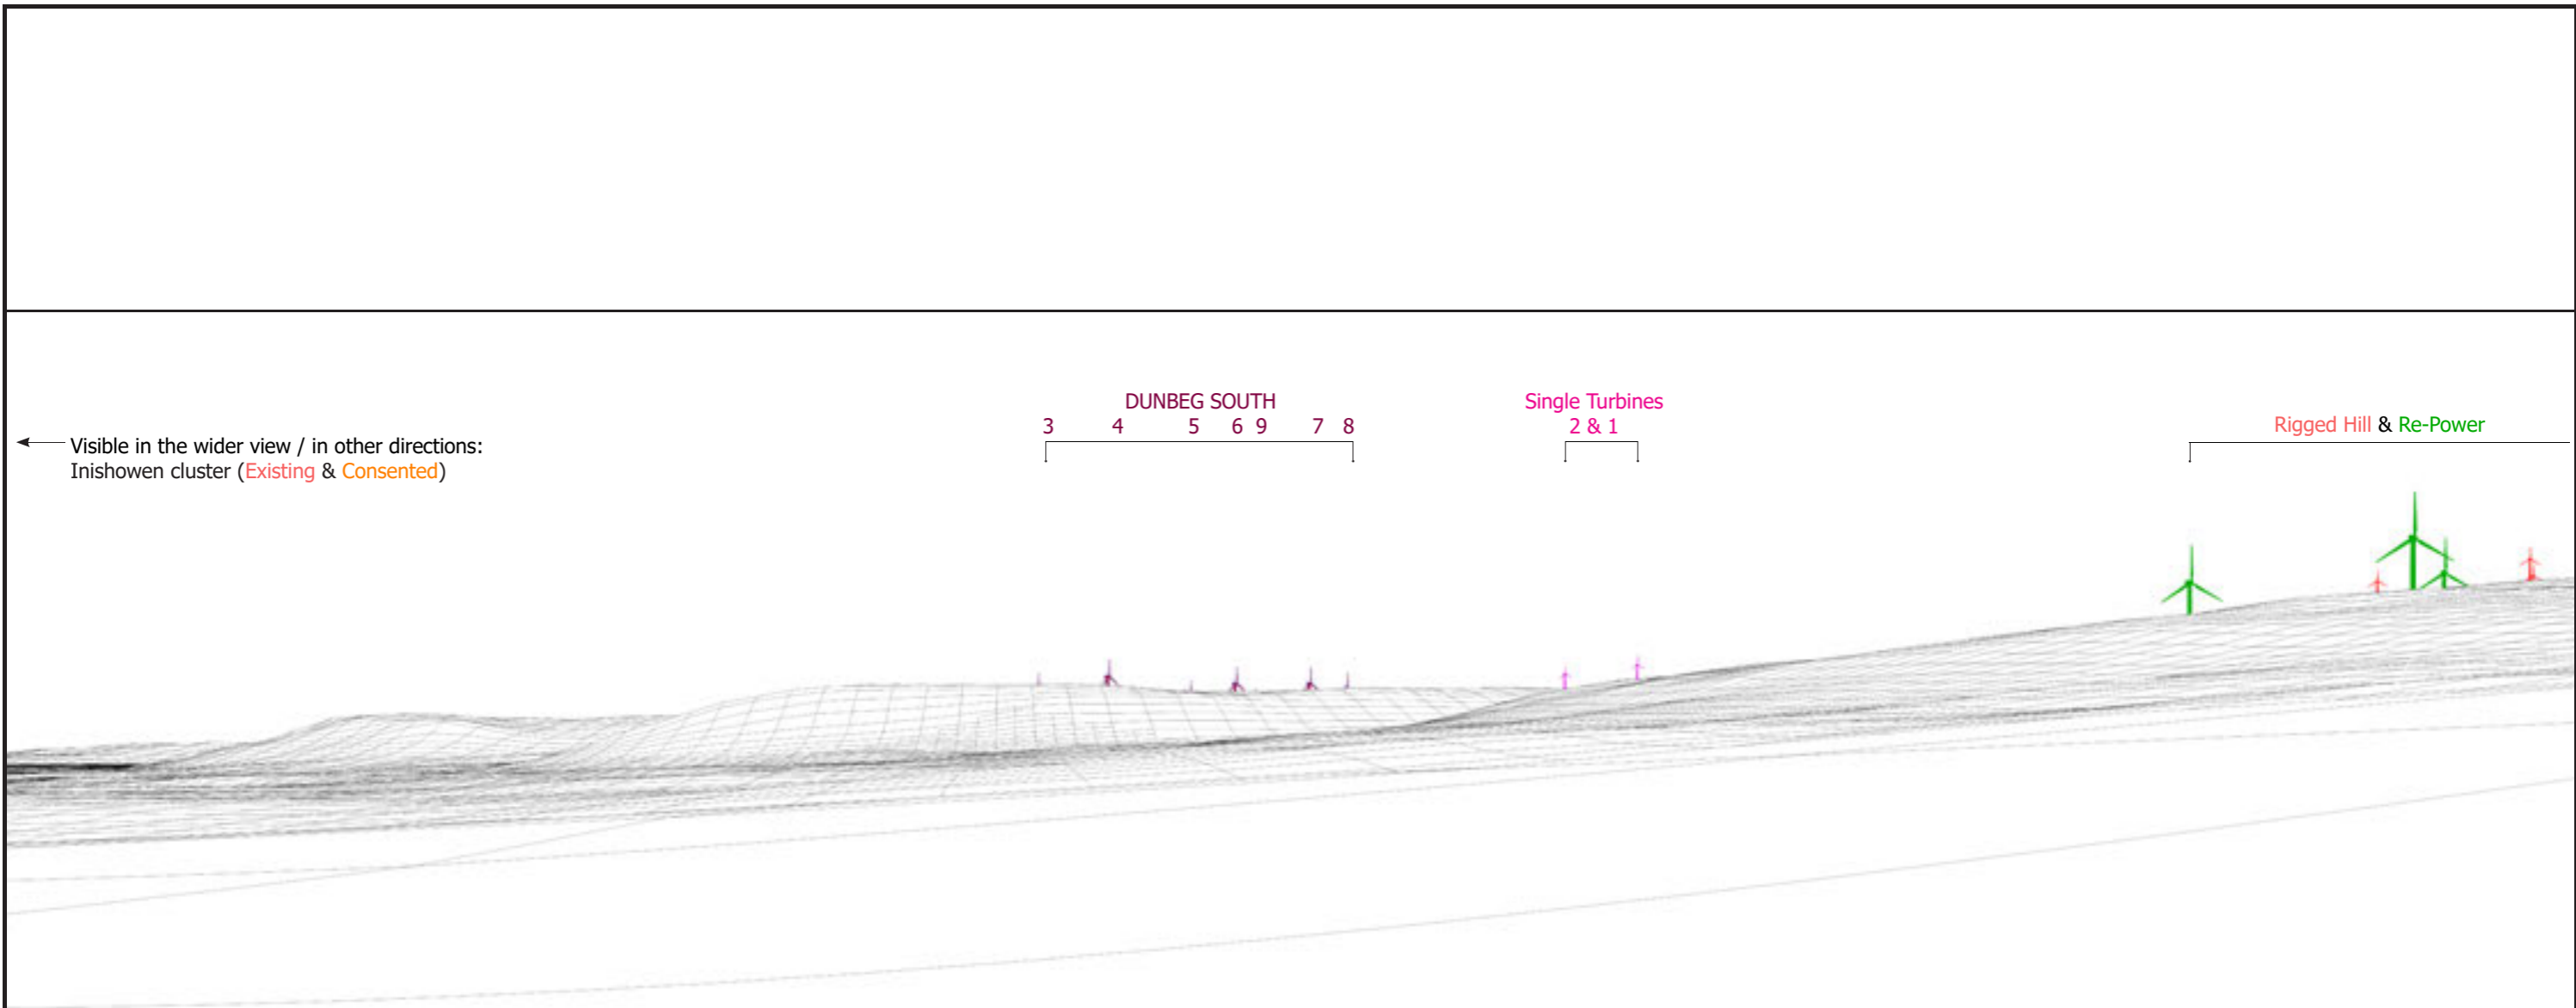 Visible in the wider view / in other directions:
Inishowen cluster (Existing & Consented)
DUNBEG SOUTH
3 4 5 6 9 7 8
Single Turbines
2 & 1
Rigged Hill & Re-Power